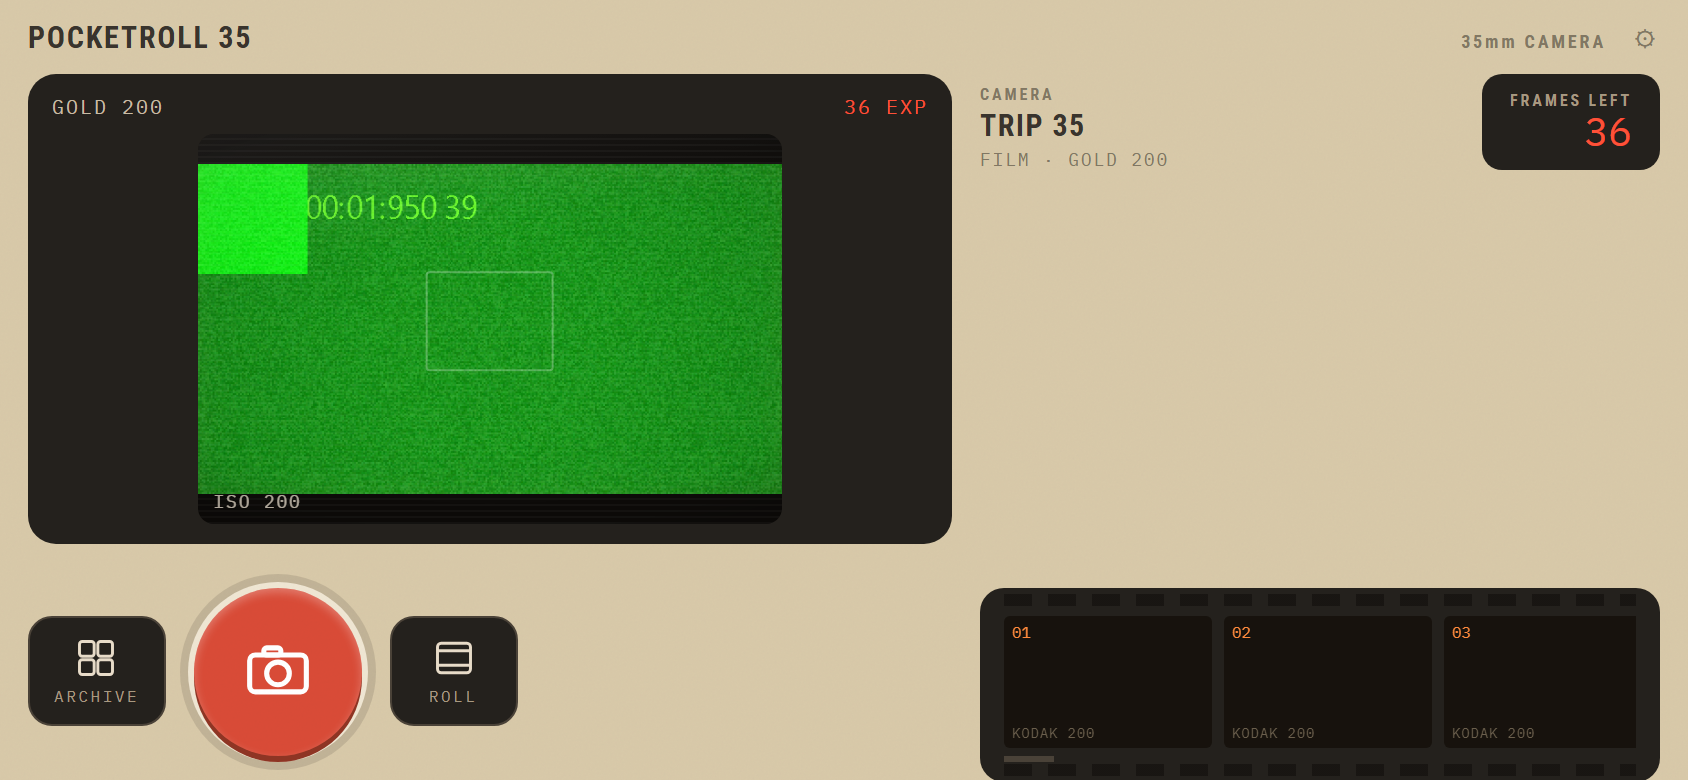 POCKETROLL 35
35mm CAMERA
GOLD 200
36 EXP
00:01:950 39
ISO 200
CAMERA
TRIP 35
FILM · GOLD 200
FRAMES LEFT
36
ARCHIVE
ROLL
01
02
03
KODAK 200
KODAK 200
KODAK 200